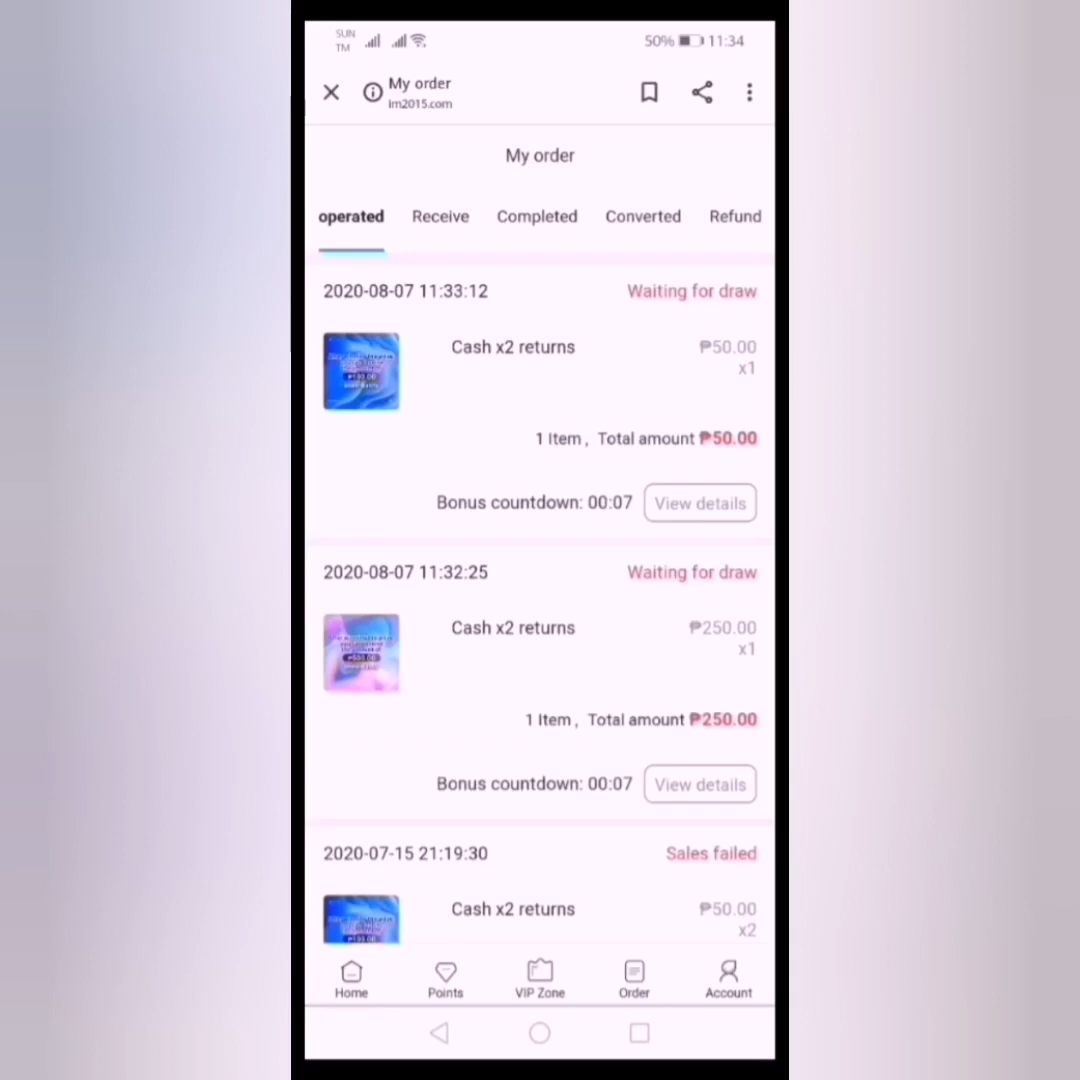 SUN
TM
50% 11:34
My order
im2015.com
My order
operated Receive Completed Converted Refund
2020-08-07 11:33:12 Waiting for draw
Cash x2 returns ₱50.00
x1
1 Item, Total amount ₱50.00
Bonus countdown: 00:07 View details
2020-08-07 11:32:25 Waiting for draw
Cash x2 returns ₱250.00
x1
1 Item, Total amount ₱250.00
Bonus countdown: 00:07 View details
2020-07-15 21:19:30 Sales failed
Cash x2 returns ₱50.00
x2
Home Points VIP Zone Order Account